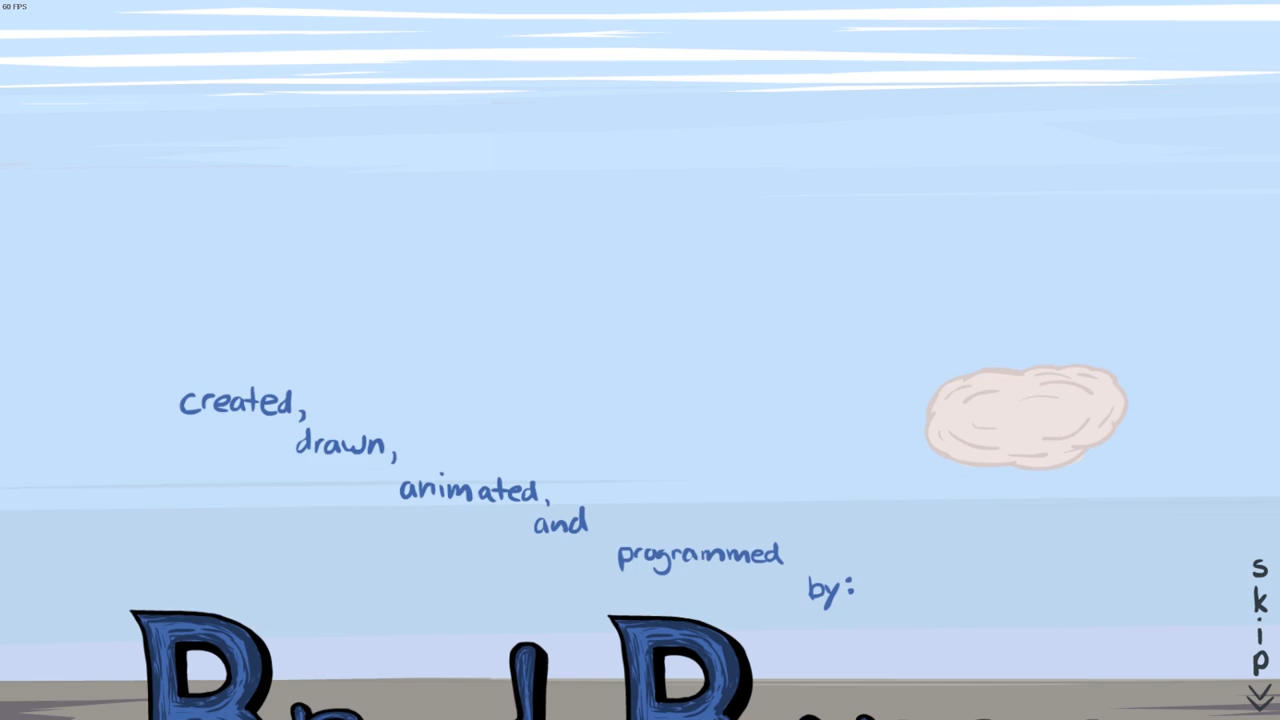 60 FPS
created,
drawn,
animated,
and
programmed
by:
skip